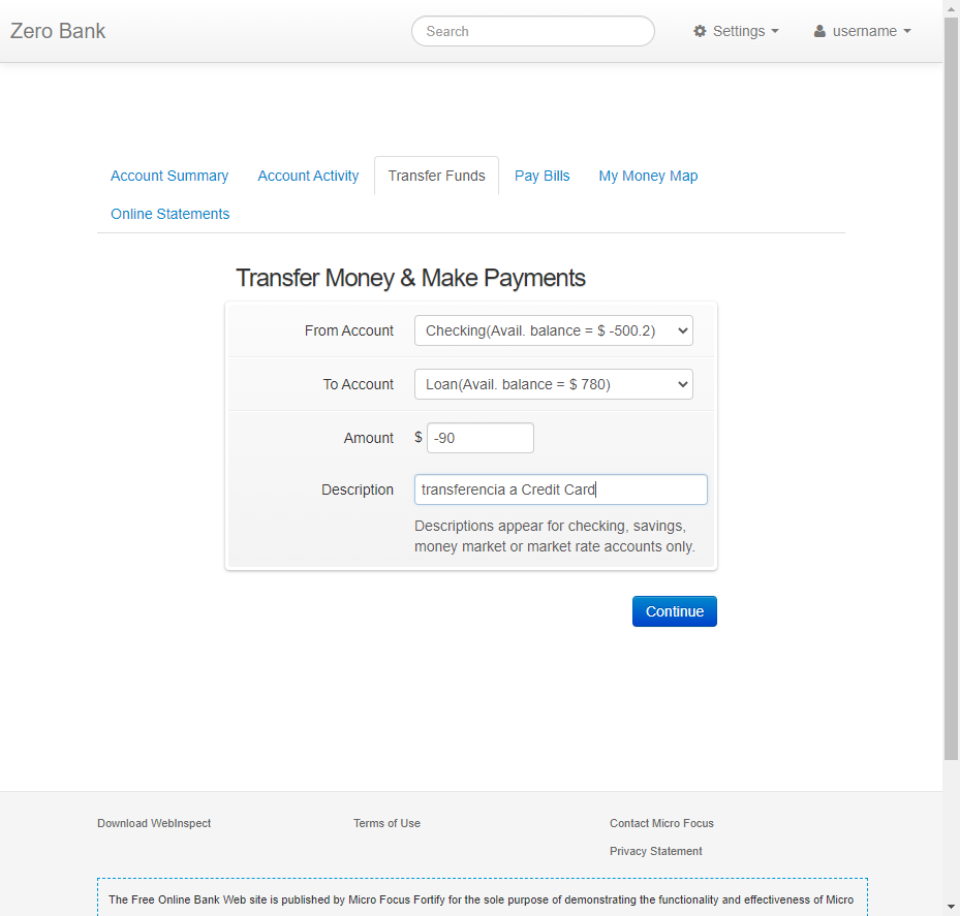 Zero Bank
Search
Settings
username
Account Summary
Account Activity
Transfer Funds
Pay Bills
My Money Map
Online Statements
Transfer Money & Make Payments
From Account
Checking(Avail. balance = $ -500.2)
To Account
Loan(Avail. balance = $ 780)
Amount
$ -90
Description
transferencia a Credit Card
Descriptions appear for checking, savings,
money market or market rate accounts only.
Continue
Download WebInspect
Terms of Use
Contact Micro Focus
Privacy Statement
The Free Online Bank Web site is published by Micro Focus Fortify for the sole purpose of demonstrating the functionality and effectiveness of Micro